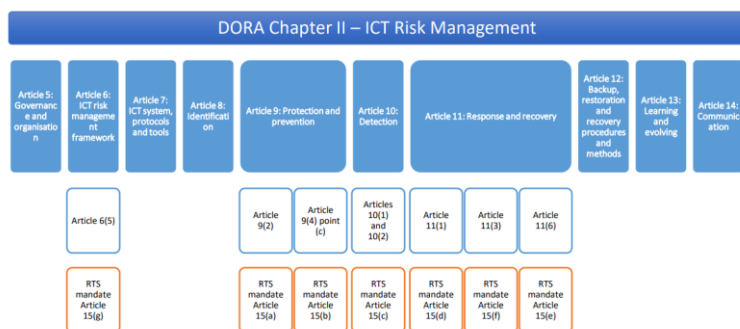 DORA Chapter II – ICT Risk Management
Article 5:
Governanc
e and
organisatio
n
Article 6:
ICT risk
manageme
nt
framework
Article 7:
ICT system,
protocols
and tools
Article 8:
Identificati
on
Article 9: Protection and
prevention
Article 10:
Detection
Article 11: Response and recovery
Article 12:
Backup,
restoration
and
recovery
procedures
and
methods
Article 13:
Learning
and
evolving
Article 14:
Communic
ation
Article 6(5)
Article
9(2)
Article
9(4) point
(c)
Articles
10(1)
and
10(2)
Article
11(1)
Article
11(3)
Article
11(6)
RTS
mandate
Article
15(g)
RTS
mandate
Article
15(a)
RTS
mandate
Article
15(b)
RTS
mandate
Article
15(c)
RTS
mandate
Article
15(d)
RTS
mandate
Article
15(f)
RTS
mandate
Article
15(e)